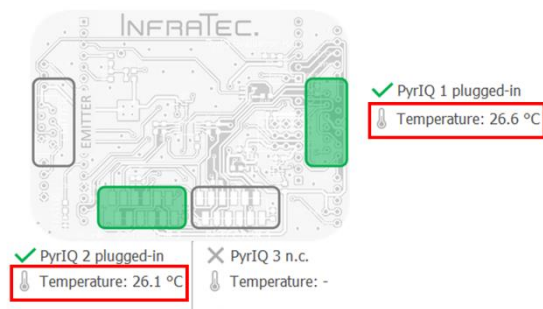 INFRATEC.
EMITTER
PyrIQ 1 plugged-in
Temperature: 26.6 °C
PyrIQ 2 plugged-in
Temperature: 26.1 °C
PyrIQ 3 n.c.
Temperature: -